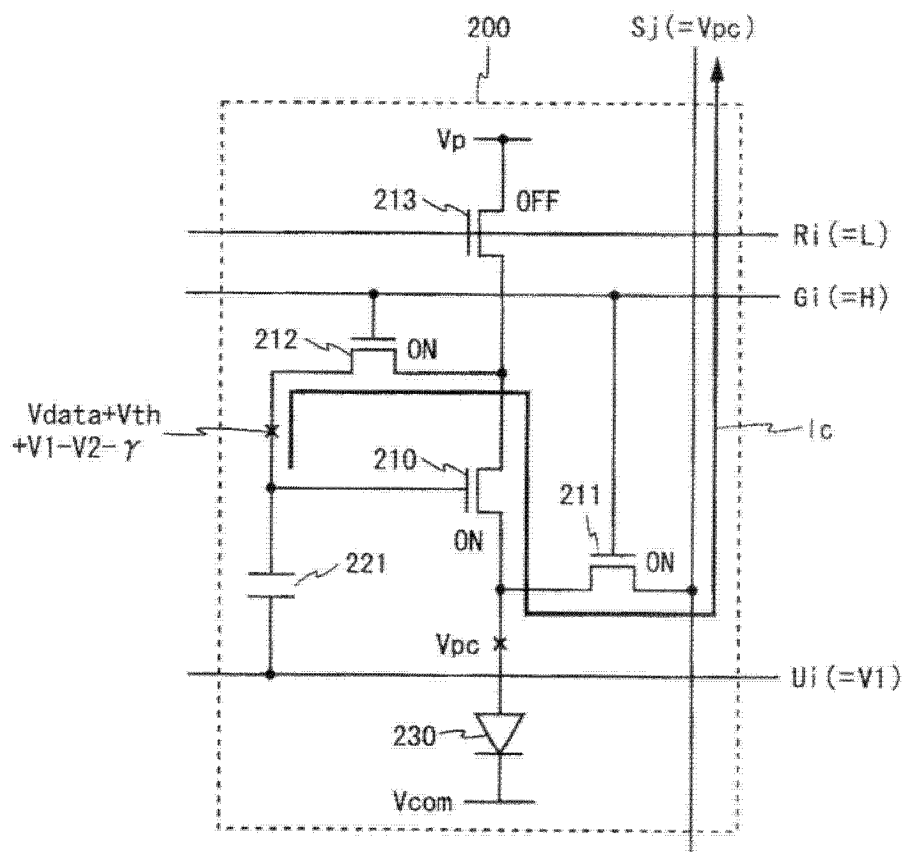 200
Sj(=Vpc)
Vp
213
OFF
Ri(=L)
Gi(=H)
212
ON
Vdata+Vth
+V1-V2-γ
Ic
210
211
ON
ON
221
Vpc
Ui(=V1)
230
Vcom